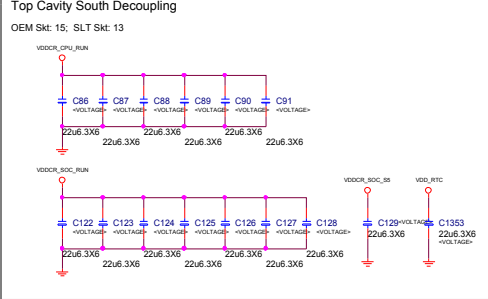 Top Cavity South Decoupling
OEM Skt: 15; SLT Skt: 13
VDDCR_CPU_RUN
C86 C87 C88 C89 C90 C91
<VOLTAGE> <VOLTAGE> <VOLTAGE> <VOLTAGE> <VOLTAGE> <VOLTAGE>
22u6.3X6 22u6.3X6 22u6.3X6
22u6.3X6 22u6.3X6 22u6.3X6
VDDCR_SOC_RUN VDDCR_SOC_S5 VDD_RTC
C122 C123 C124 C125 C126 C127 C128 C129 <VOLTAGE> C1353
<VOLTAGE> <VOLTAGE> <VOLTAGE> <VOLTAGE> <VOLTAGE> <VOLTAGE> <VOLTAGE> 22u6.3X6 22u6.3X6
<VOLTAGE>
22u6.3X6 22u6.3X6 22u6.3X6 22u6.3X6
22u6.3X6 22u6.3X6 22u6.3X6